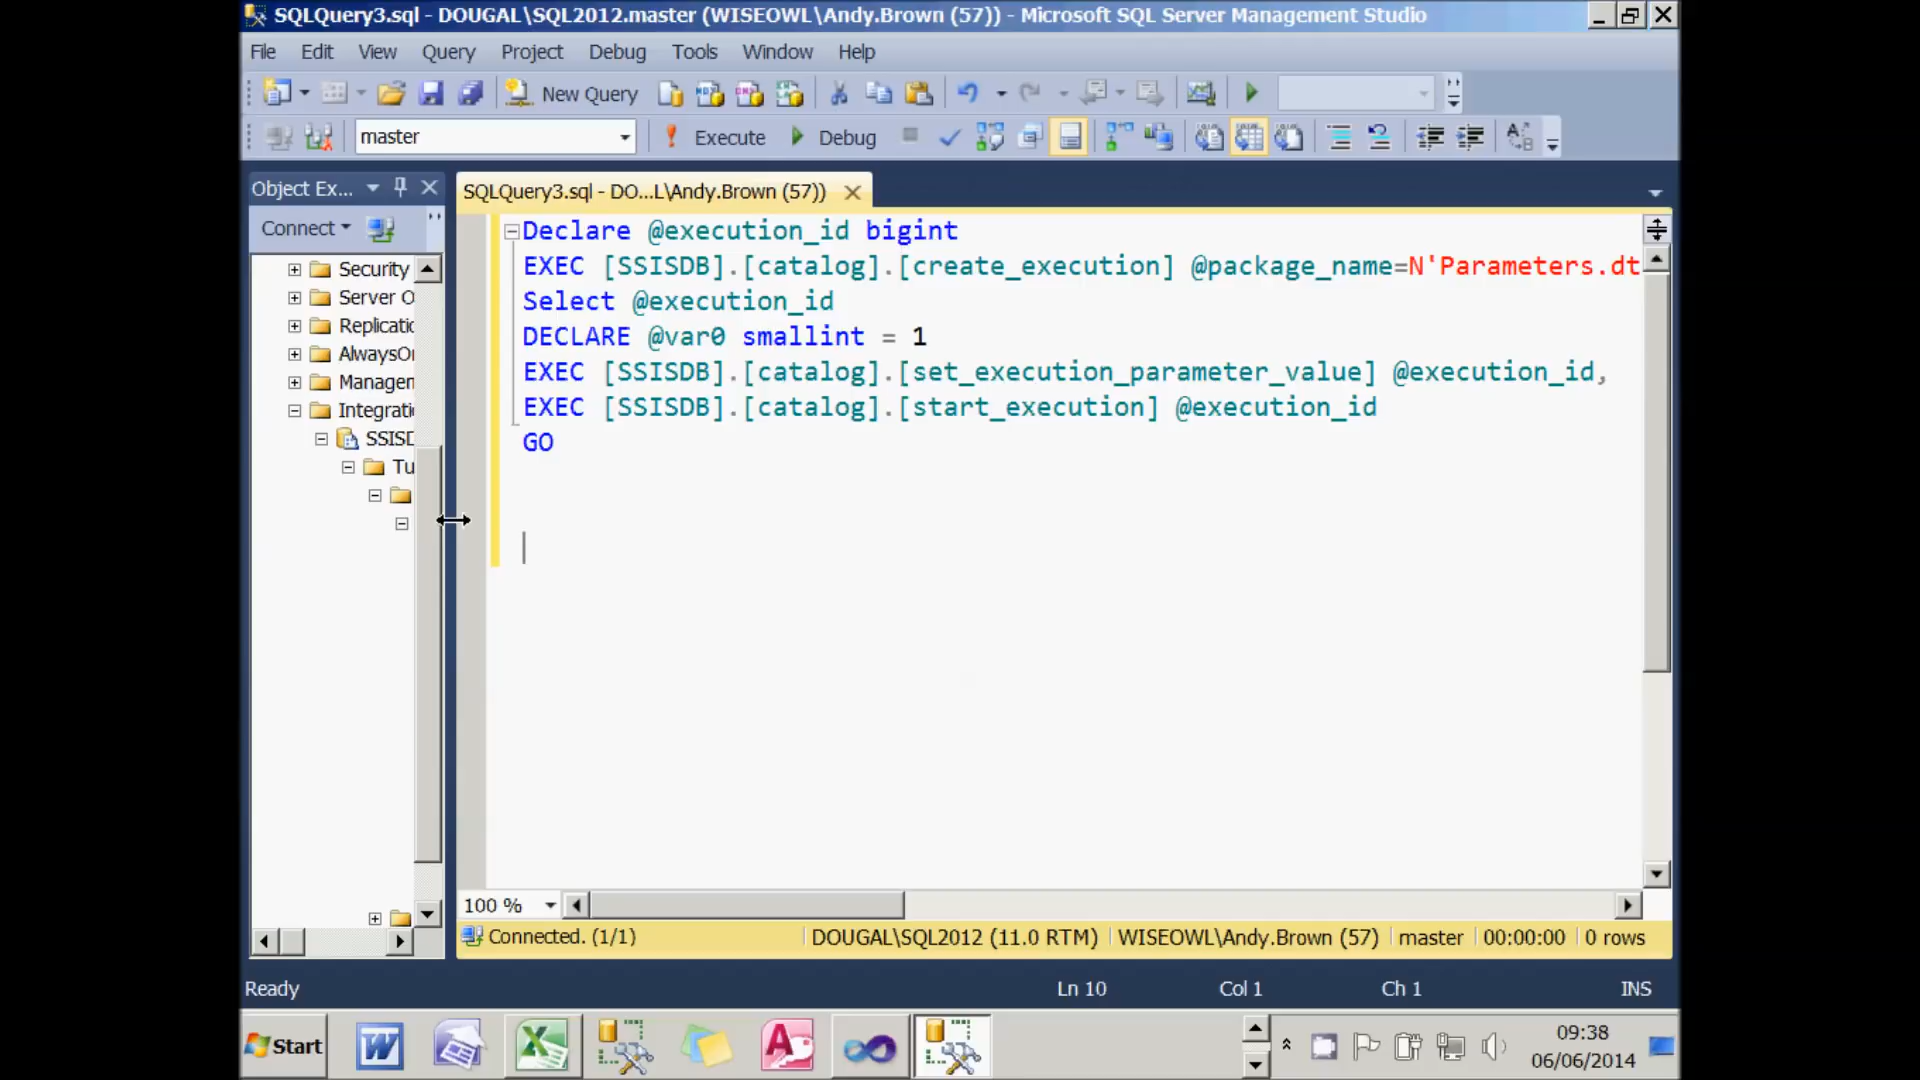 SQLQuery3.sql - DOUGAL\SQL2012.master (WISEOWL\Andy.Brown (57)) - Microsoft SQL Server Management Studio
File Edit View Query Project Debug Tools Window Help
New Query
master Execute Debug
Object Ex...
SQLQuery3.sql - DO...L\Andy.Brown (57))
Connect
Security
Server O
Replicatio
AlwaysO
Manager
Integrati
SSISD
Tu
Declare @execution_id bigint
EXEC [SSISDB].[catalog].[create_execution] @package_name=N'Parameters.dt
Select @execution_id
DECLARE @var0 smallint = 1
EXEC [SSISDB].[catalog].[set_execution_parameter_value] @execution_id,
EXEC [SSISDB].[catalog].[start_execution] @execution_id
GO
100 %
Connected. (1/1) DOUGAL\SQL2012 (11.0 RTM) WISEOWL\Andy.Brown (57) master 00:00:00 0 rows
Ready Ln 10 Col 1 Ch 1 INS
Start
09:38
06/06/2014